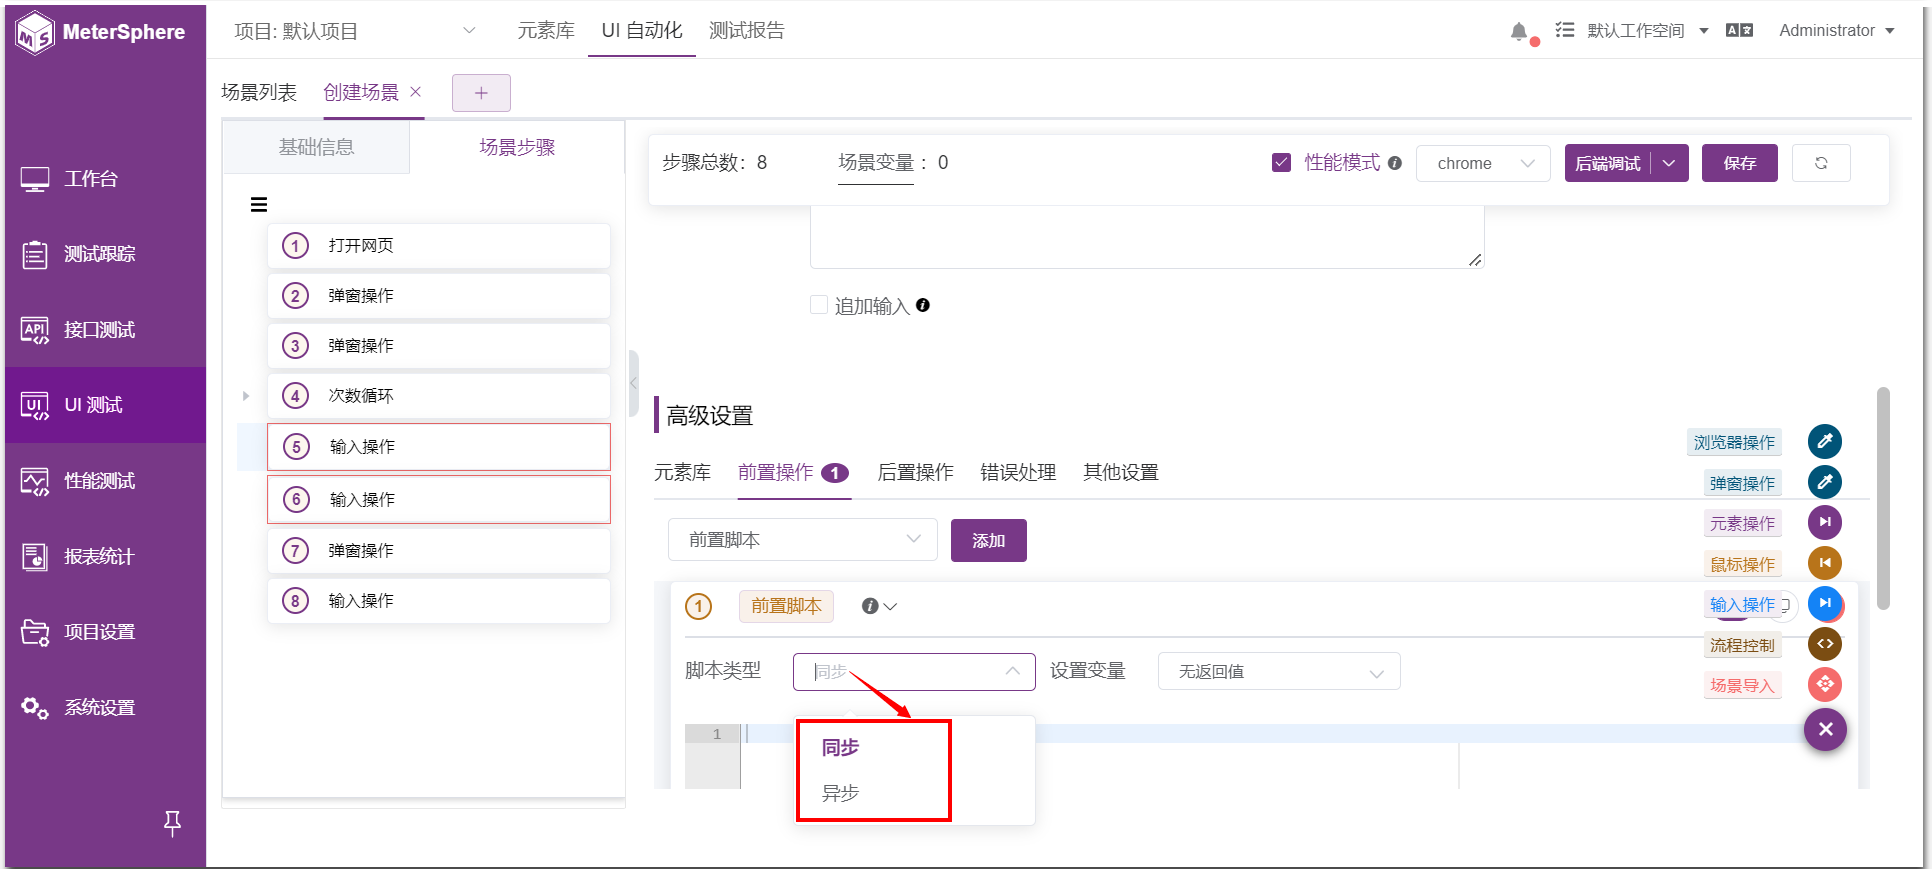 MeterSphere
项目: 默认项目
元素库
UI 自动化
测试报告
默认工作空间
Administrator
工作台
测试跟踪
接口测试
UI 测试
性能测试
报表统计
项目设置
系统设置
场景列表
创建场景
+
基础信息
场景步骤
1 打开网页
2 弹窗操作
3 弹窗操作
4 次数循环
5 输入操作
6 输入操作
7 弹窗操作
8 输入操作
步骤总数: 8
场景变量 : 0
性能模式
chrome
后端调试
保存
追加输入
高级设置
元素库
前置操作 1
后置操作
错误处理
其他设置
前置脚本
添加
1 前置脚本
脚本类型
同步
设置变量
无返回值
1
同步
异步
浏览器操作
弹窗操作
元素操作
鼠标操作
输入操作
流程控制
场景导入